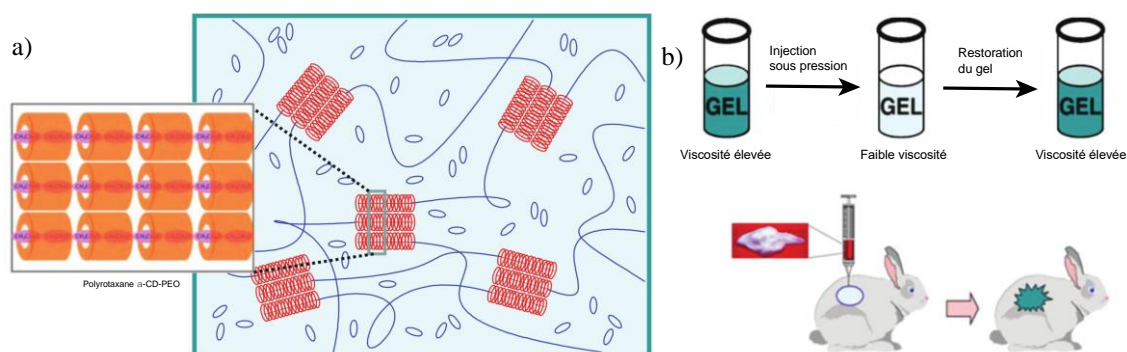 a)
Polyrotaxane α-CD-PEO
b)
Injection
sous pression
Restoration
du gel
GEL
GEL
GEL
Viscosité élevée
Faible viscosité
Viscosité élevée